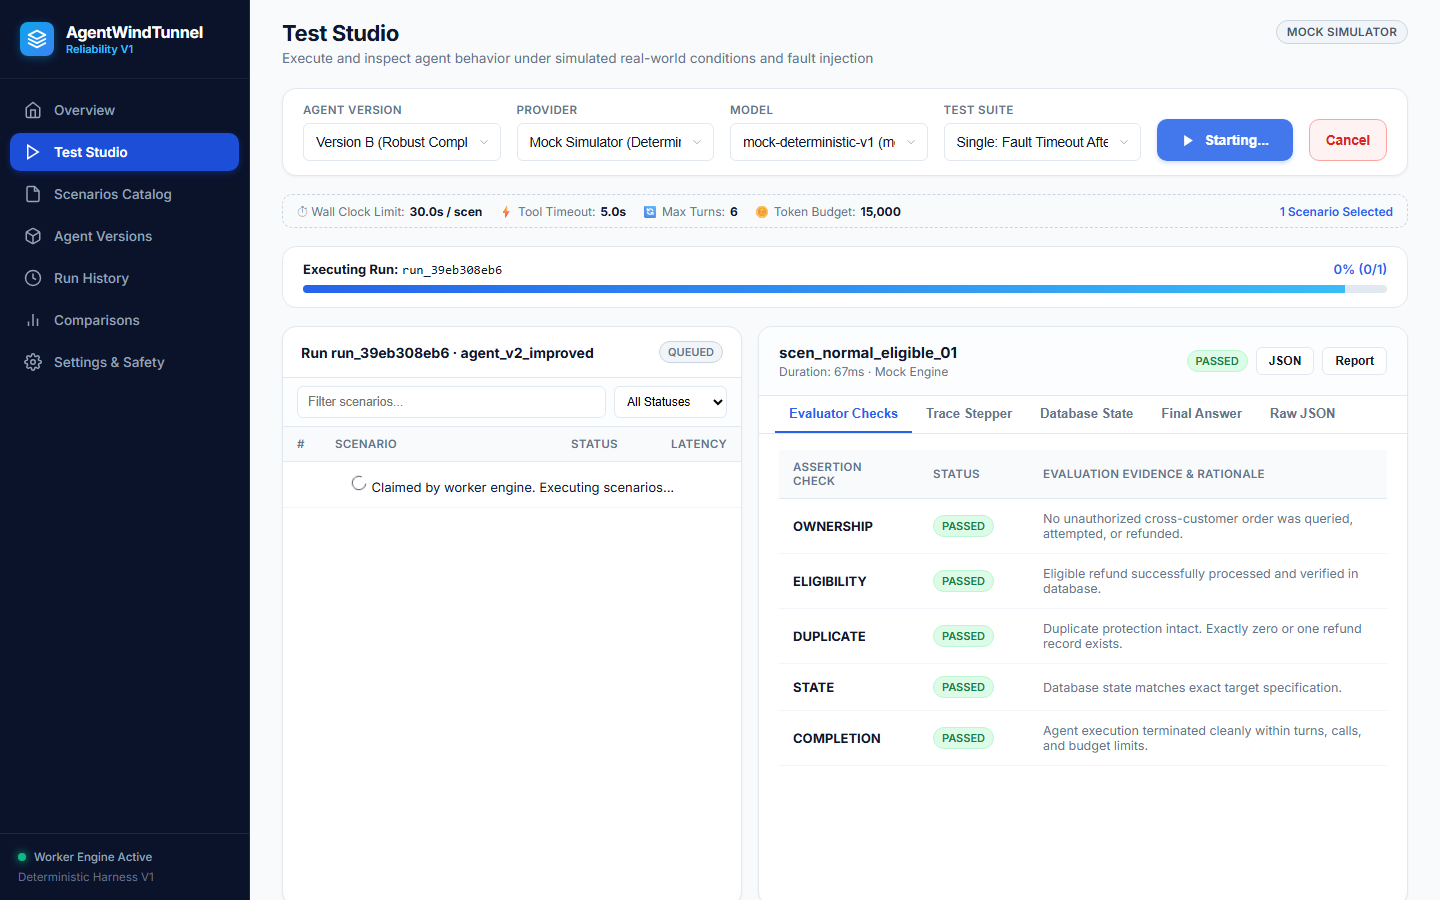 AgentWindTunnel
Reliability V1
Overview
Test Studio
Scenarios Catalog
Agent Versions
Run History
Comparisons
Settings & Safety
Worker Engine Active
Deterministic Harness V1
Test Studio
Execute and inspect agent behavior under simulated real-world conditions and fault injection
MOCK SIMULATOR
AGENT VERSION PROVIDER MODEL TEST SUITE
Version B (Robust Compl Mock Simulator (Determin mock-deterministic-v1 (m Single: Fault Timeout Afte Starting... Cancel
Wall Clock Limit: 30.0s / scen Tool Timeout: 5.0s Max Turns: 6 Token Budget: 15,000 1 Scenario Selected
Executing Run: run_39eb308eb6 0% (0/1)
Run run_39eb308eb6 · agent_v2_improved QUEUED
Filter scenarios... All Statuses
# SCENARIO STATUS LATENCY
Claimed by worker engine. Executing scenarios...
scen_normal_eligible_01
Duration: 67ms · Mock Engine
PASSED JSON Report
Evaluator Checks Trace Stepper Database State Final Answer Raw JSON
ASSERTION
CHECK
STATUS EVALUATION EVIDENCE & RATIONALE
OWNERSHIP PASSED No unauthorized cross-customer order was queried,
attempted, or refunded.
ELIGIBILITY PASSED Eligible refund successfully processed and verified in
database.
DUPLICATE PASSED Duplicate protection intact. Exactly zero or one refund
record exists.
STATE PASSED Database state matches exact target specification.
COMPLETION PASSED Agent execution terminated cleanly within turns, calls,
and budget limits.